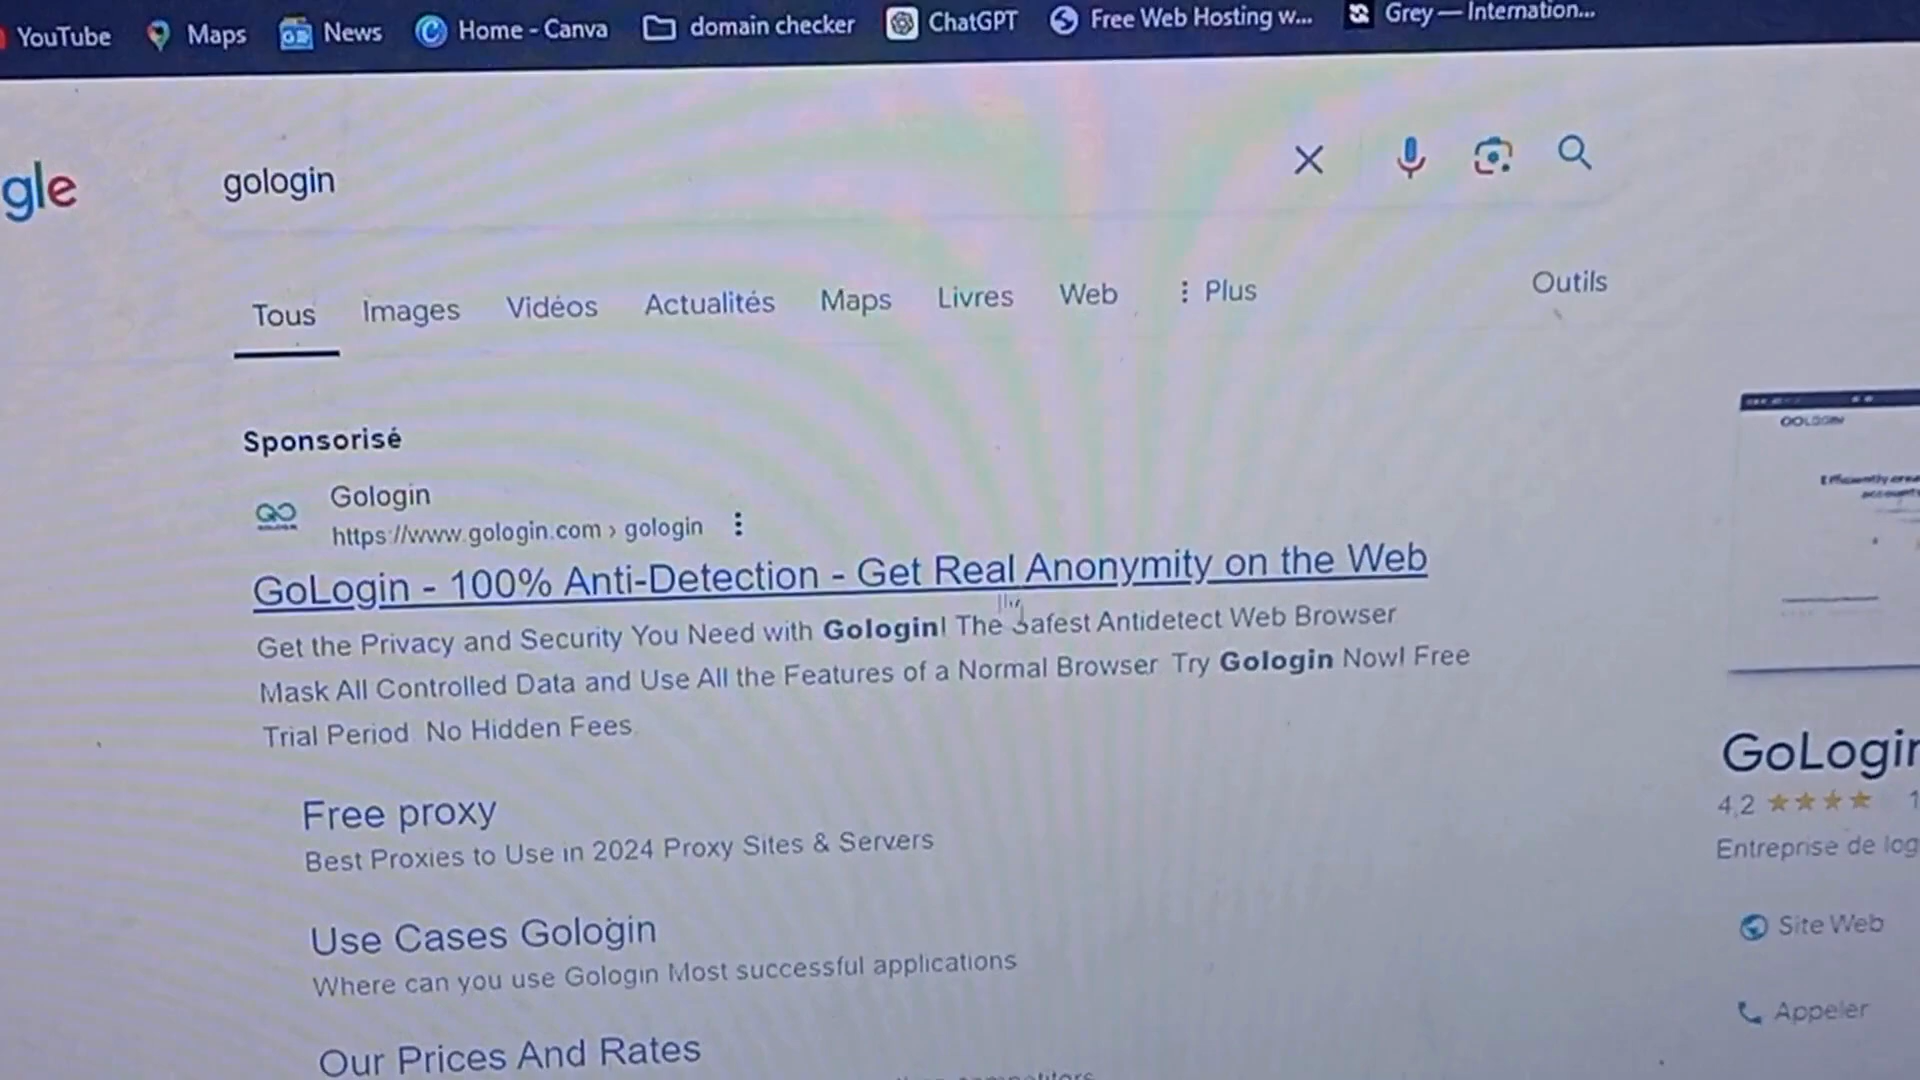 YouTube Maps News Home - Canva domain checker ChatGPT Free Web Hosting w... Grey — Internation...
gle gologin
Tous Images Vidéos Actualités Maps Livres Web Plus Outils
Sponsorisé
Gologin
https://www.gologin.com › gologin
GoLogin - 100% Anti-Detection - Get Real Anonymity on the Web
Get the Privacy and Security You Need with Gologin! The Safest Antidetect Web Browser
Mask All Controlled Data and Use All the Features of a Normal Browser Try Gologin Now! Free
Trial Period No Hidden Fees
Free proxy
Best Proxies to Use in 2024 Proxy Sites & Servers
Use Cases Gologin
Where can you use Gologin Most successful applications
Our Prices And Rates
GOLOGIN
GoLogin
4,2
Entreprise de log
Site Web
Appeler